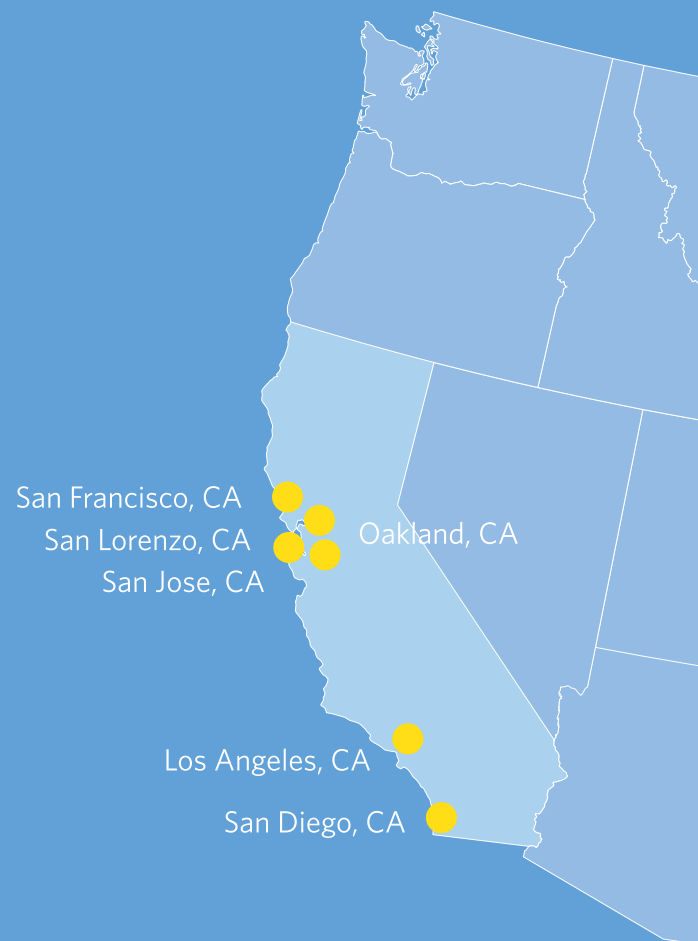 San Francisco, CA
Oakland, CA
San Lorenzo, CA
San Jose, CA
Los Angeles, CA
San Diego, CA